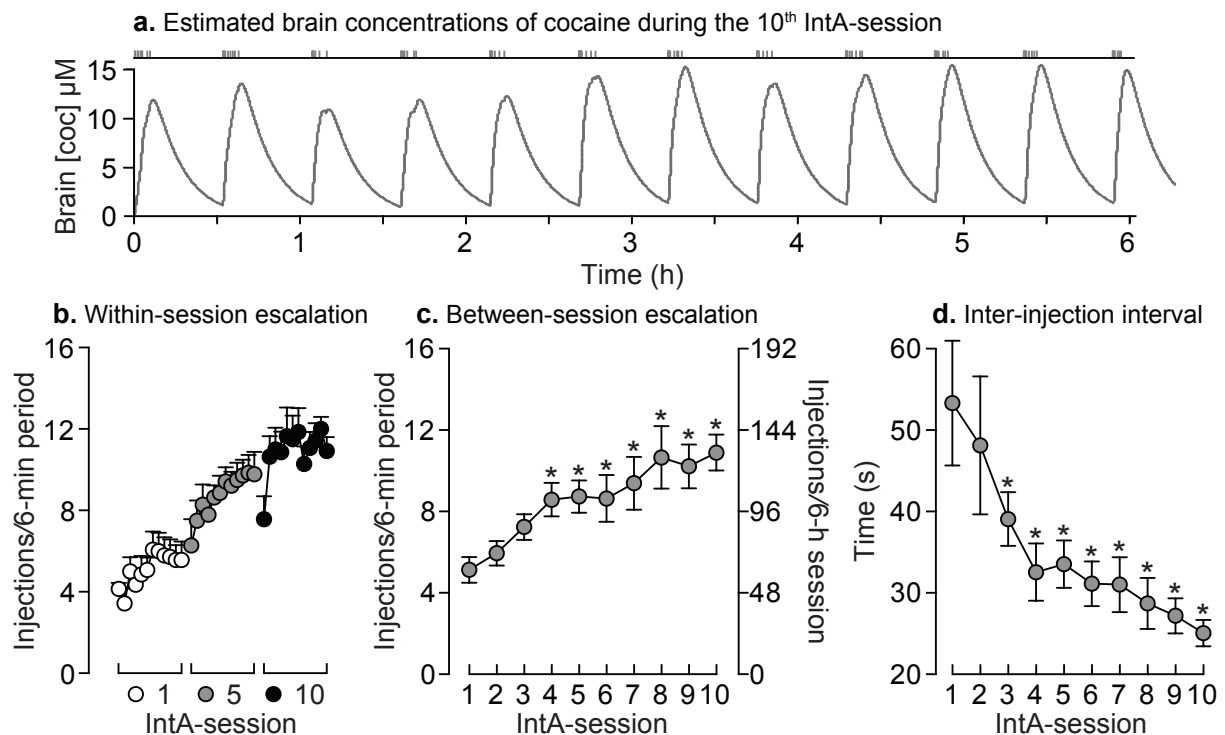 a. Estimated brain concentrations of cocaine during the 10th IntA-session
Brain [coc] µM
15
10
5
0
0 1 2 3 4 5 6
Time (h)
b. Within-session escalation
Injections/6-min period
16
12
8
4
0
1 5 10
IntA-session
c. Between-session escalation
Injections/6-min period
16
12
8
4
0
* * * * * * *
1 2 3 4 5 6 7 8 9 10
IntA-session
192
144
96
48
0
Injections/6-h session
d. Inter-injection interval
Time (s)
60
50
40
30
20
* * * * * * * *
1 2 3 4 5 6 7 8 9 10
IntA-session